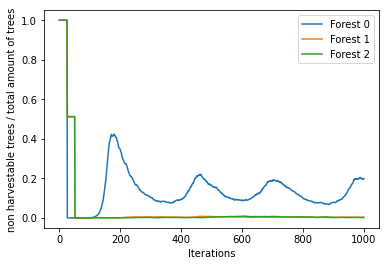 non harvestable trees / total amount of trees
1.0
0.8
0.6
0.4
0.2
0.0
0
200
400
600
800
1000
Iterations
Forest 0
Forest 1
Forest 2